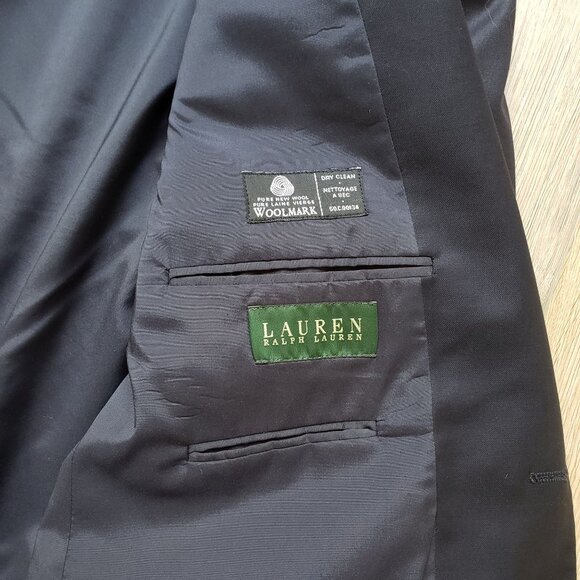 PURE NEW WOOL
PURE LAINE VIERGE
WOOLMARK
DRY CLEAN
NETTOYAGE
A SEC
LAUREN
RALPH LAUREN